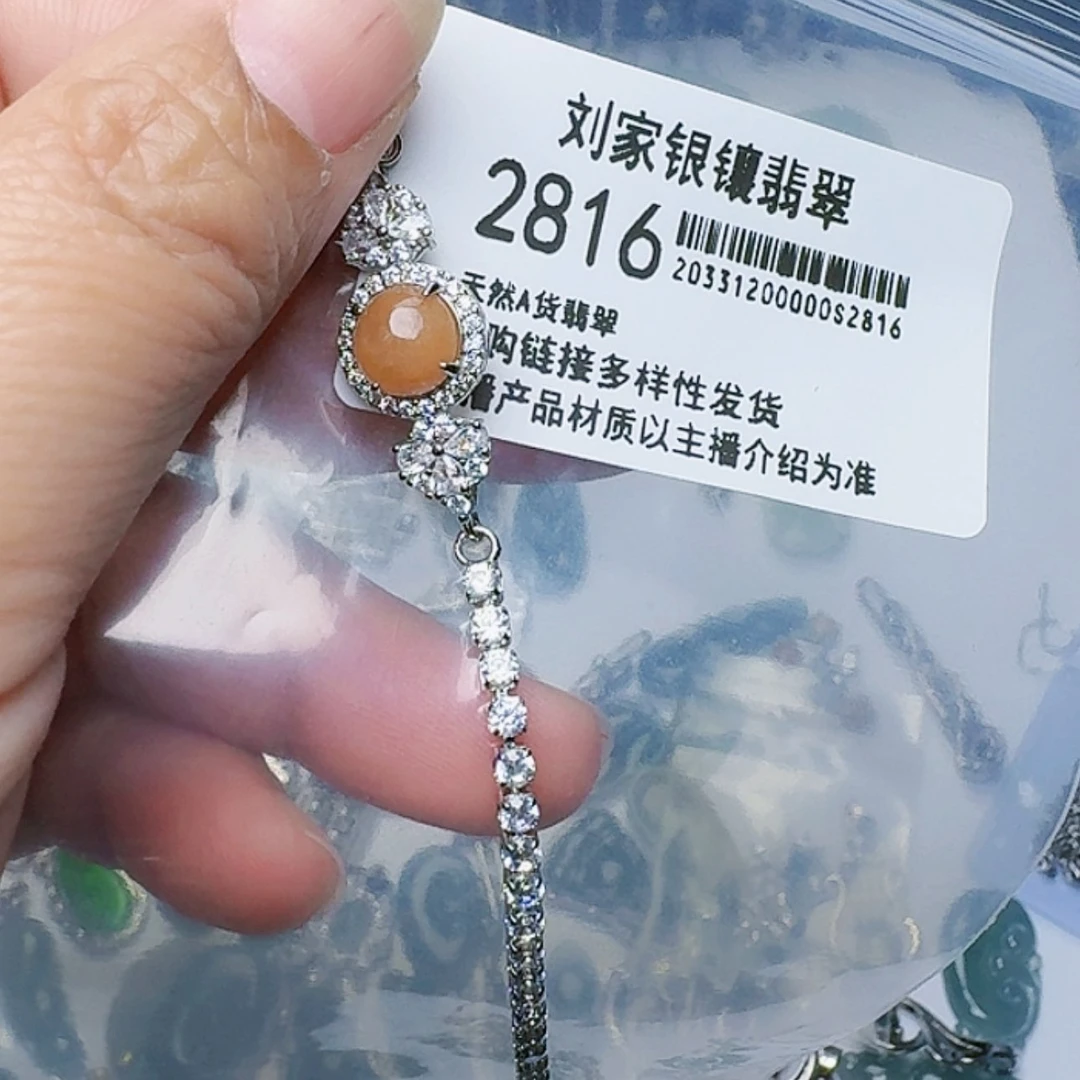 刘家银镶翡翠
2816
20331200000S2816
天然A货翡翠
购链接多样性发货
播产品材质以主播介绍为准